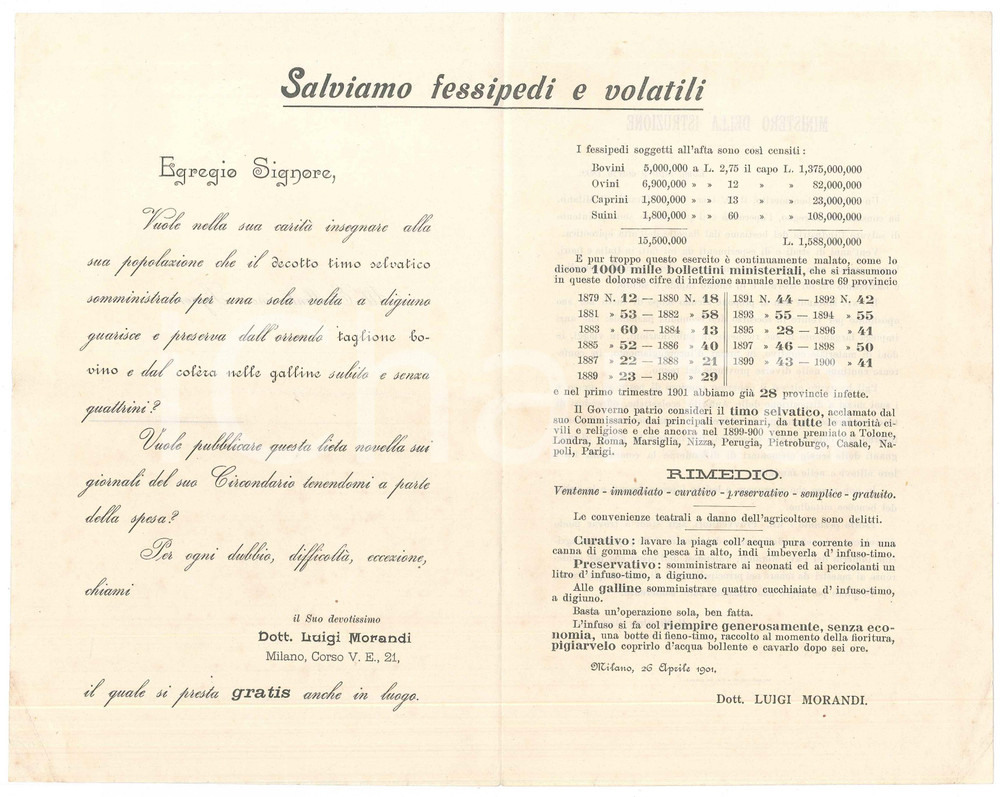 Salviamo fessipedi e volatili
Egregio Signore,
Vuole nella sua carità insegnare alla
sua popolazione che il decotto timo selvatico
somministrato per una sola volta a digiuno
guarisce e preserva dall'orrendo taglione bo-
vino e dal colèra nelle galline subito e senza
quattrini?
Vuole pubblicare questa lieta novella sui
giornali del suo Circondario tenendomi a parte
della spesa?
Per ogni dubbio, difficoltà, eccezione,
chiami
il Suo devotissimo
Dott. Luigi Morandi
Milano, Corso V. E., 21,
il quale si presta gratis anche in luogo.
MINISTERO DELLA ISTRUZIONE
I fessipedi soggetti all'afta sono così censiti:
Bovini 5,000,000 a L. 2,75 il capo L. 1,375,000,000
Ovini 6,900,000 » » 12 » » 82,000,000
Caprini 1,800,000 » » 13 » » 23,000,000
Suini 1,800,000 » » 60 » » 108,000,000
15,500,000 L. 1,588,000,000
E pur troppo questo esercito è continuamente malato, come lo
dicono 1000 mille bollettini ministeriali, che si riassumono
in queste dolorose cifre di infezione annuale nelle nostre 69 provincie
1879 N. 12 — 1880 N. 18 1891 N. 44 — 1892 N. 42
1881 » 53 — 1882 » 58 1893 » 55 — 1894 » 55
1883 » 60 — 1884 » 13 1895 » 28 — 1896 » 41
1885 » 52 — 1886 » 40 1897 » 46 — 1898 » 50
1887 » 22 — 1888 » 21 1899 » 43 — 1900 » 41
1889 » 23 — 1890 » 29
e nel primo trimestre 1901 abbiamo già 28 provincie infette.
Il Governo patrio consideri il timo selvatico, acclamato dal
suo Commissario, dai principali veterinari, da tutte le autorità ci-
vili e religiose e che ancora nel 1899-900 venne premiato a Tolone,
Londra, Roma, Marsiglia, Nizza, Perugia, Pietroburgo, Casale, Na-
poli, Parigi.
RIMEDIO.
Ventenne - immediato - curativo - preservativo - semplice - gratuito.
Le convenienze teatrali a danno dell'agricoltore sono delitti.
Curativo: lavare la piaga coll'acqua pura corrente in una
canna di gomma che pesca in alto, indi imbeverla d' infuso-timo.
Preservativo: somministrare ai neonati ed ai pericolanti un
litro d' infuso-timo, a digiuno.
Alle galline somministrare quattro cucchiaiate d' infuso-timo,
a digiuno.
Basta un'operazione sola, ben fatta.
L'infuso si fa col riempire generosamente, senza eco-
nomia, una botte di fieno-timo, raccolto al momento della fioritura,
pigiarvelo coprirlo d'acqua bollente e cavarlo dopo sei ore.
Milano, 26 Aprile 1901.
Dott. LUIGI MORANDI.